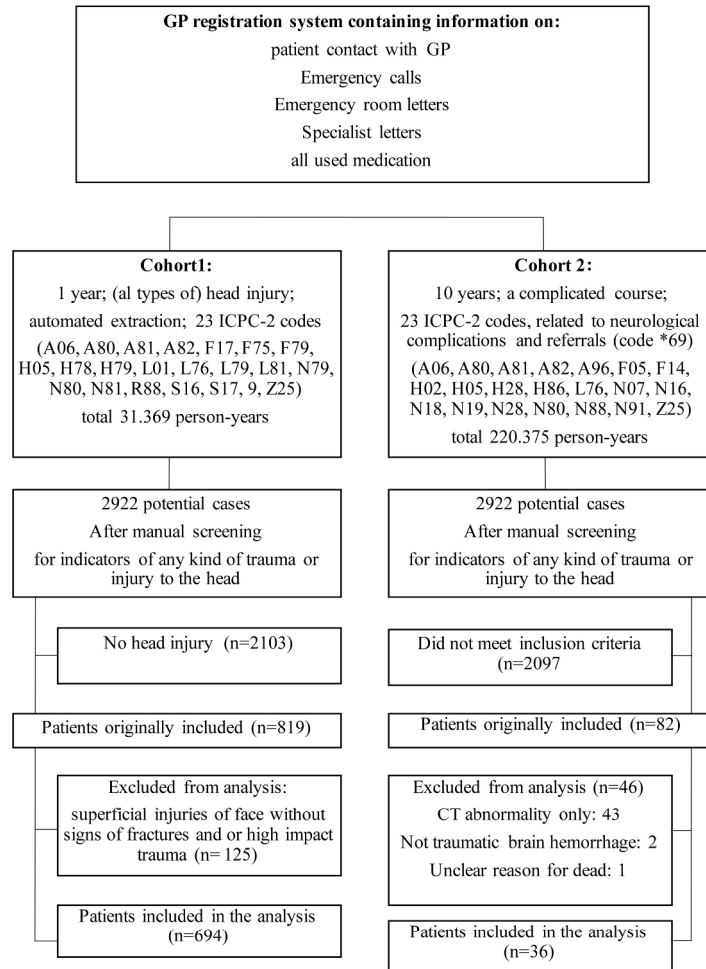 GP registration system containing information on:
patient contact with GP
Emergency calls
Emergency room letters
Specialist letters
all used medication
Cohort1:
1 year; (al types of) head injury;
automated extraction; 23 ICPC-2 codes
(A06, A80, A81, A82, F17, F75, F79,
H05, H78, H79, L01, L76, L79, L81, N79,
N80, N81, R88, S16, S17, 9, Z25)
total 31.369 person-years
Cohort 2:
10 years; a complicated course;
23 ICPC-2 codes, related to neurological
complications and referrals (code *69)
(A06, A80, A81, A82, A96, F05, F14,
H02, H05, H28, H86, L76, N07, N16,
N18, N19, N28, N80, N88, N91, Z25)
total 220.375 person-years
2922 potential cases
After manual screening
for indicators of any kind of trauma or
injury to the head
2922 potential cases
After manual screening
for indicators of any kind of trauma or
injury to the head
No head injury (n=2103)
Did not meet inclusion criteria
(n=2097
Patients originally included (n=819)
Patients originally included (n=82)
Excluded from analysis:
superficial injuries of face without
signs of fractures and or high impact
trauma (n= 125)
Excluded from analysis (n=46)
CT abnormality only: 43
Not traumatic brain hemorrhage: 2
Unclear reason for dead: 1
Patients included in the analysis
(n=694)
Patients included in the analysis
(n=36)